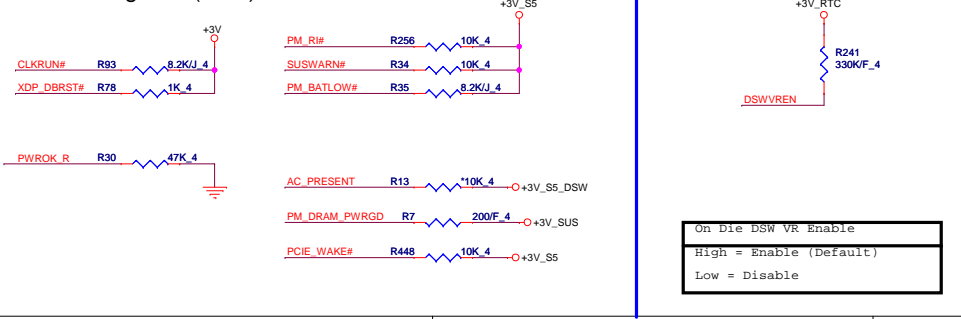 +3V_S5
+3V_RTC
+3V
PM_RI# R256 10K_4
CLKRUN# R93 8.2K/J_4
SUSWARN# R34 10K_4
R241
330K/F_4
XDP_DBRST# R78 1K_4
PM_BATLOW# R35 8.2K/J_4
DSWVREN
PWROK_R R30 47K_4
AC_PRESENT R13 *10K_4 +3V_S5_DSW
PM_DRAM_PWRGD R7 200/F_4 +3V_SUS
PCIE_WAKE# R448 10K_4 +3V_S5
On Die DSW VR Enable
High = Enable (Default)
Low = Disable